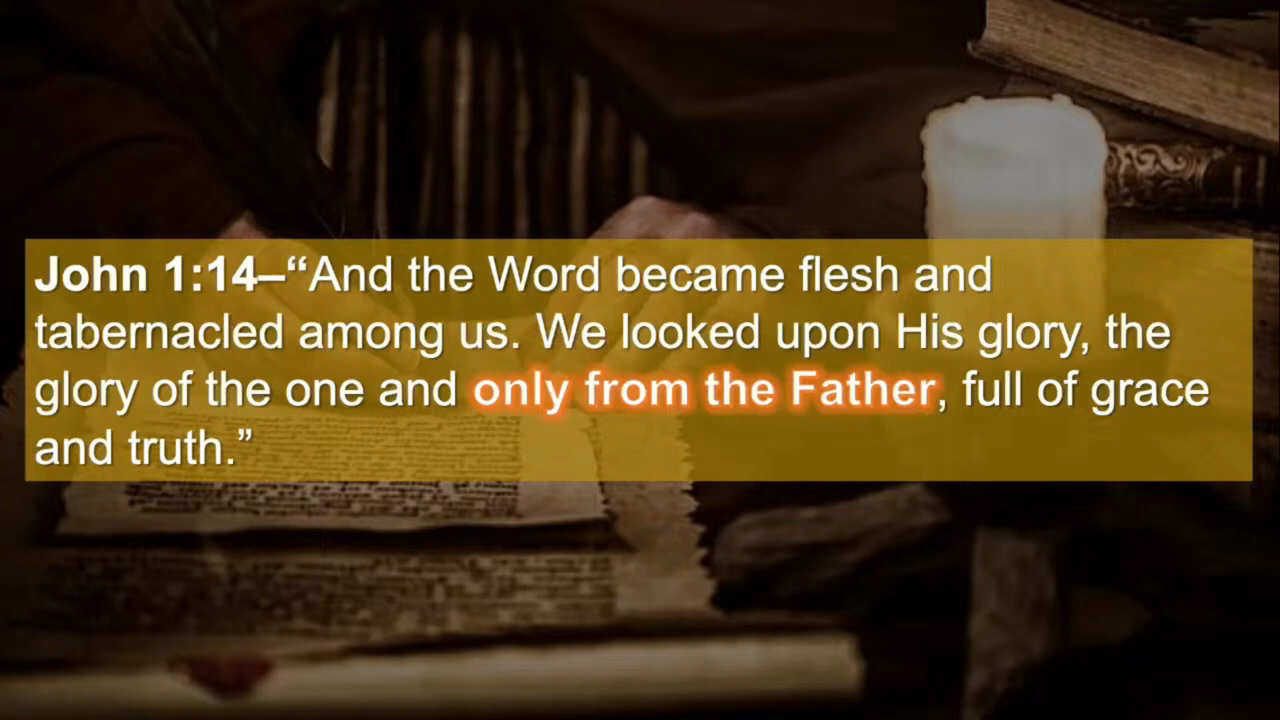 John 1:14–“And the Word became flesh and
tabernacled among us. We looked upon His glory, the
glory of the one and only from the Father, full of grace
and truth.”